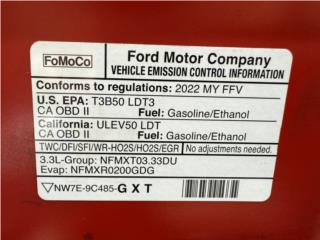 FoMoCo
Ford Motor Company
VEHICLE EMISSION CONTROL INFORMATION
Conforms to regulations: 2022 MY FFV
U.S. EPA: T3B50 LDT3
CA OBD II Fuel: Gasoline/Ethanol
California: ULEV50 LDT
CA OBD II Fuel: Gasoline/Ethanol
TWC/DFI/SFI/WR-HO2S/HO2S/EGR No adjustments needed.
3.3L-Group: NFMXT03.33DU
Evap: NFMXR0200GDG
NW7E-9C485-GXT